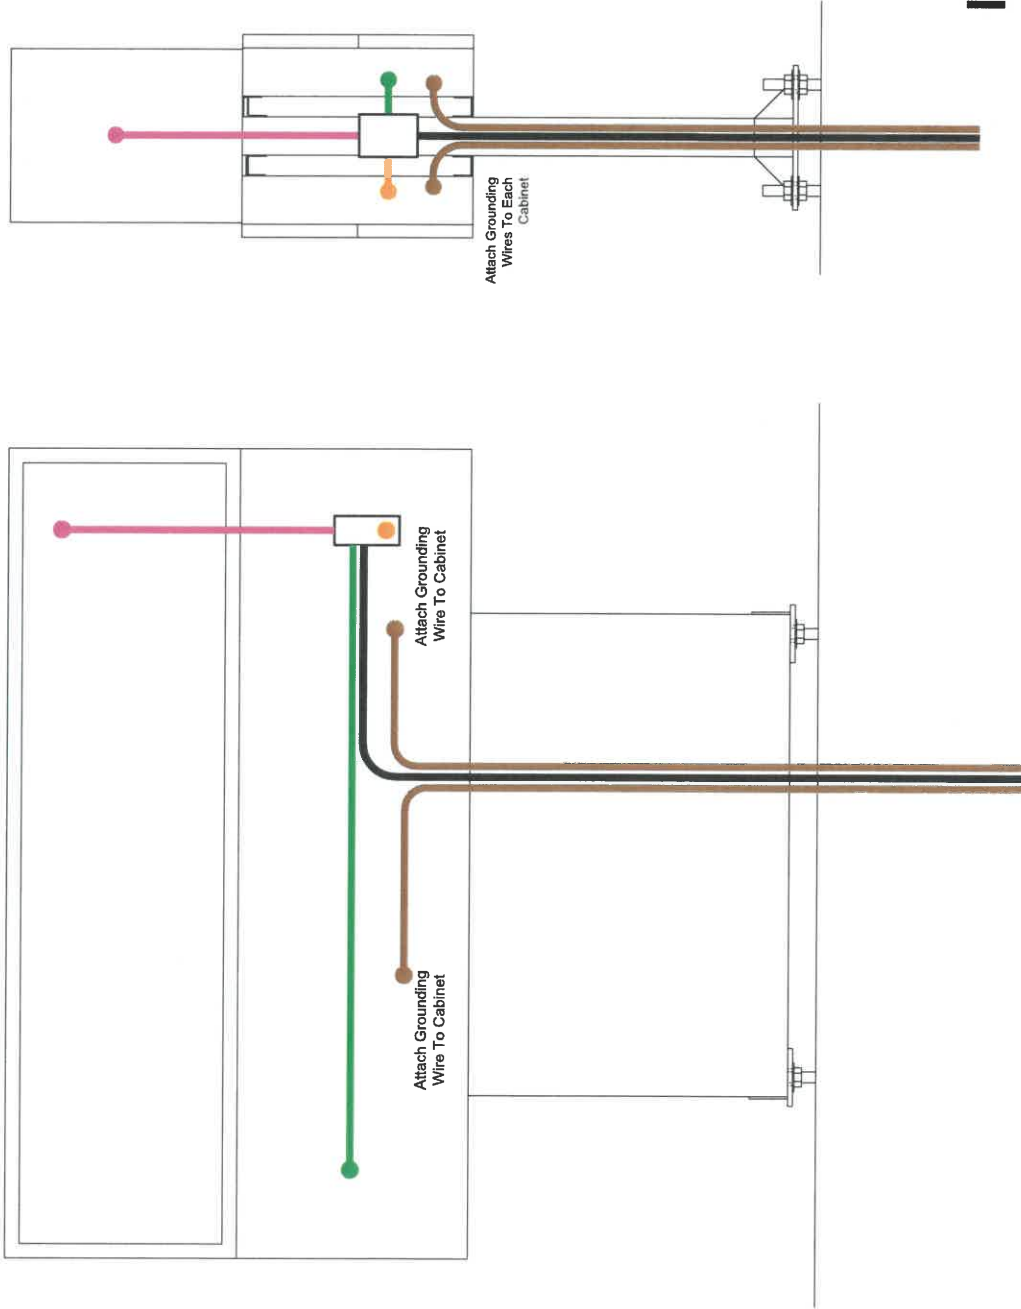 Attach Grounding
Wires To Each
Cabinet
Attach Grounding
Wire To Cabinet
Attach Grounding
Wire To Cabinet